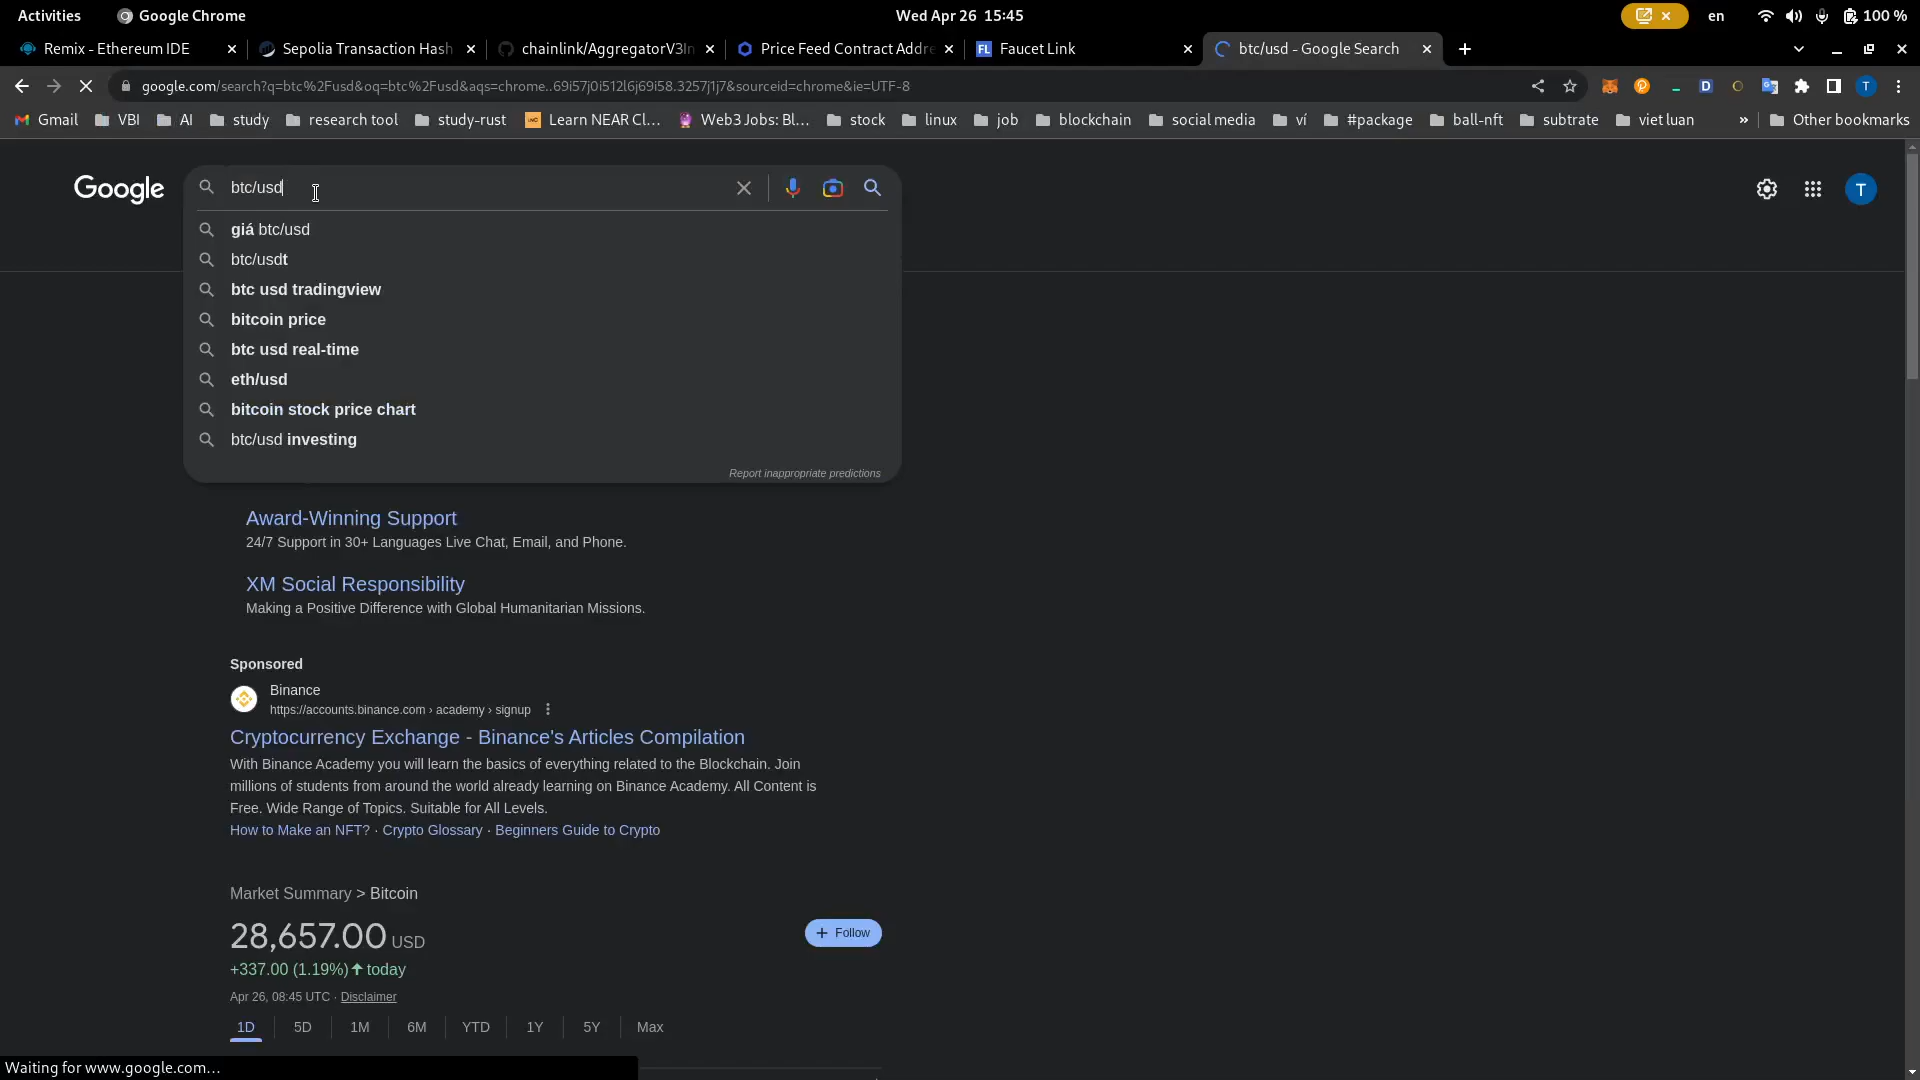 Activities
Google Chrome
Wed Apr 26 15:45
en
100 %
Remix - Ethereum IDE
Sepolia Transaction Hash
chainlink/AggregatorV3In
Price Feed Contract Addre
FL
Faucet Link
btc/usd - Google Search
google.com/search?q=btc%2Fusd&oq=btc%2Fusd&aqs=chrome..69i57j0i512l6j69i58.3257j1j7&sourceid=chrome&ie=UTF-8
D
T
Gmail
VBI
AI
study
research tool
study-rust
Learn NEAR Cl...
Web3 Jobs: Bl...
stock
linux
job
blockchain
social media
ví
#package
ball-nft
subtrate
viet luan
»
Other bookmarks
Google
btc/usd
T
giá btc/usd
btc/usdt
btc usd tradingview
bitcoin price
btc usd real-time
eth/usd
bitcoin stock price chart
btc/usd investing
Report inappropriate predictions
Award-Winning Support
24/7 Support in 30+ Languages Live Chat, Email, and Phone.
XM Social Responsibility
Making a Positive Difference with Global Humanitarian Missions.
Sponsored
Binance
https://accounts.binance.com › academy › signup
Cryptocurrency Exchange - Binance's Articles Compilation
With Binance Academy you will learn the basics of everything related to the Blockchain. Join
millions of students from around the world already learning on Binance Academy. All Content is
Free. Wide Range of Topics. Suitable for All Levels.
How to Make an NFT? · Crypto Glossary · Beginners Guide to Crypto
Market Summary > Bitcoin
28,657.00 USD
+ Follow
+337.00 (1.19%) ↑ today
Apr 26, 08:45 UTC · Disclaimer
1D
5D
1M
6M
YTD
1Y
5Y
Max
Waiting for www.google.com...